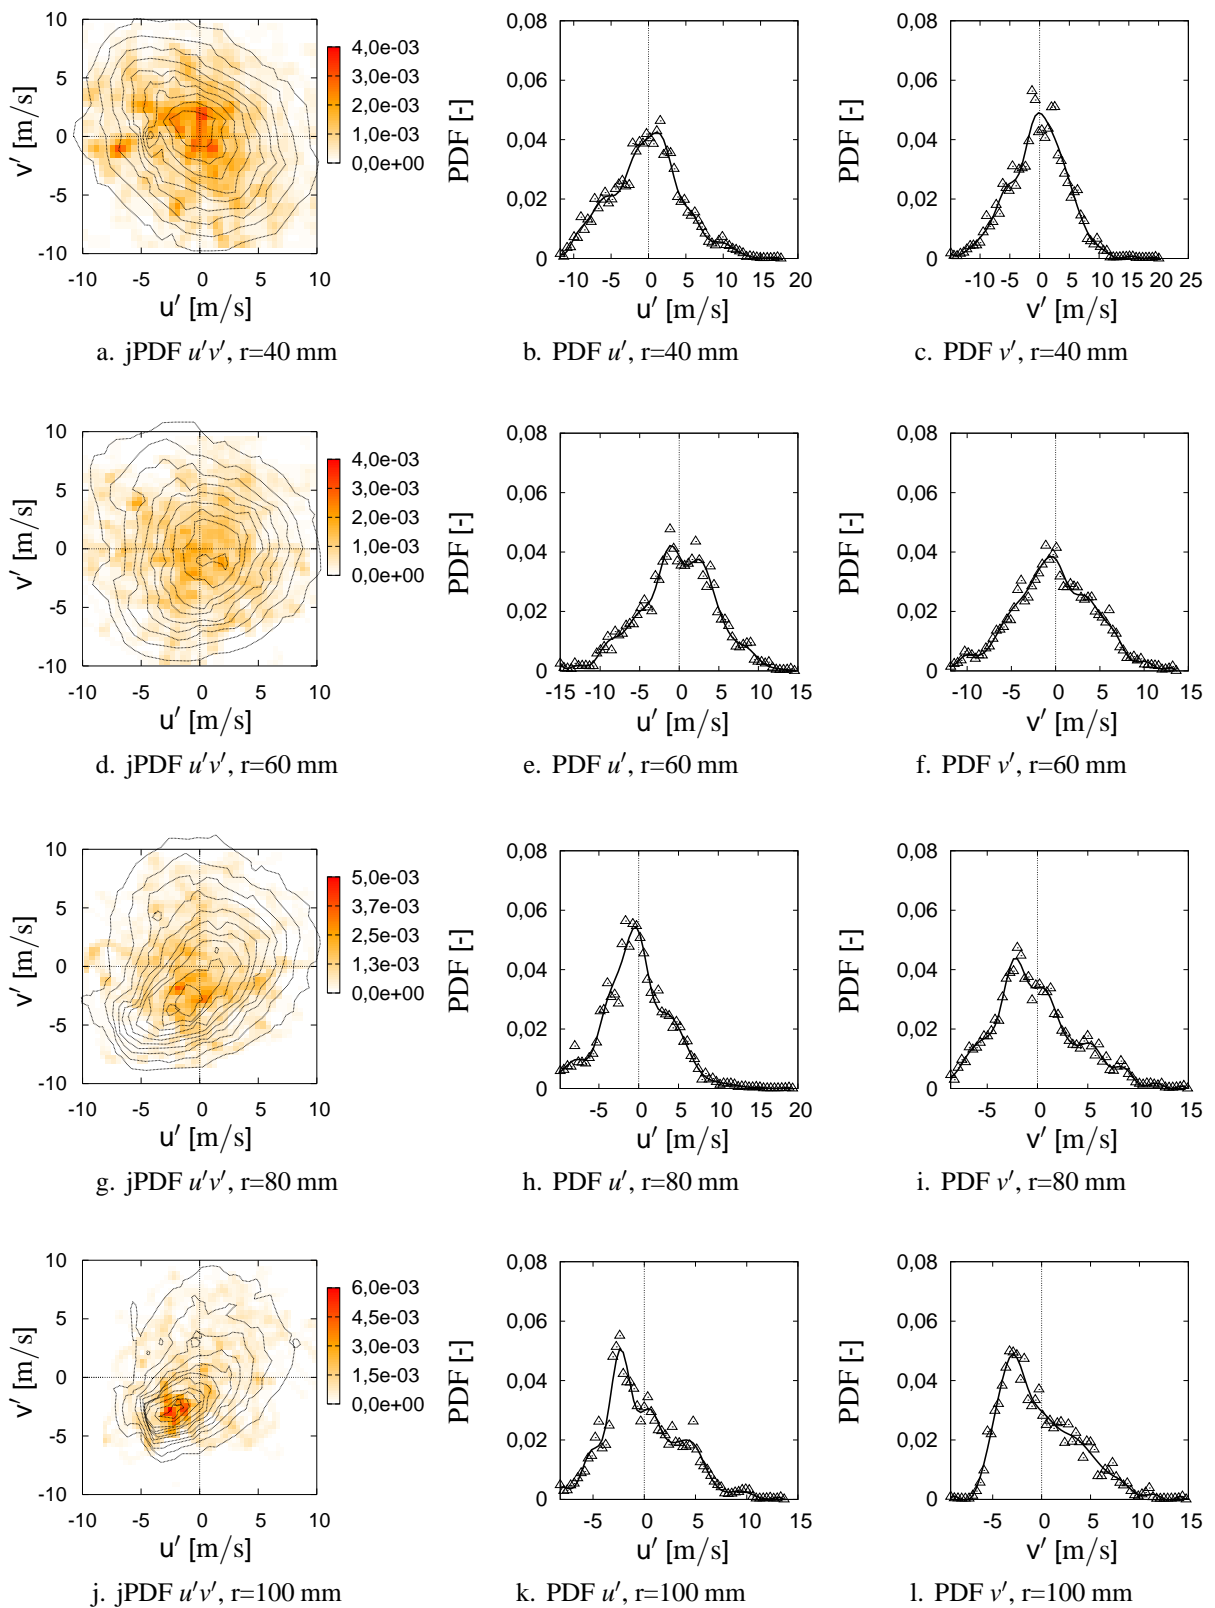 10
5
0
-5
-10
-10 -5 0 5 10
v′ [m/s]
u′ [m/s]
4,0e-03
3,0e-03
2,0e-03
1,0e-03
0,0e+00
a. jPDF u′v′, r=40 mm
0,08
0,06
0,04
0,02
0
-10 -5 0 5 10 15 20
PDF [-]
u′ [m/s]
b. PDF u′, r=40 mm
0,08
0,06
0,04
0,02
0
-10 -5 0 5 10 15 20 25
PDF [-]
v′ [m/s]
c. PDF v′, r=40 mm
10
5
0
-5
-10
-10 -5 0 5 10
v′ [m/s]
u′ [m/s]
4,0e-03
3,0e-03
2,0e-03
1,0e-03
0,0e+00
d. jPDF u′v′, r=60 mm
0,08
0,06
0,04
0,02
0
-15 -10 -5 0 5 10 15
PDF [-]
u′ [m/s]
e. PDF u′, r=60 mm
0,08
0,06
0,04
0,02
0
-10 -5 0 5 10 15
PDF [-]
v′ [m/s]
f. PDF v′, r=60 mm
10
5
0
-5
-10
-10 -5 0 5 10
v′ [m/s]
u′ [m/s]
5,0e-03
3,7e-03
2,5e-03
1,3e-03
0,0e+00
g. jPDF u′v′, r=80 mm
0,08
0,06
0,04
0,02
0
-5 0 5 10 15 20
PDF [-]
u′ [m/s]
h. PDF u′, r=80 mm
0,08
0,06
0,04
0,02
0
-5 0 5 10 15
PDF [-]
v′ [m/s]
i. PDF v′, r=80 mm
10
5
0
-5
-10
-10 -5 0 5 10
v′ [m/s]
u′ [m/s]
6,0e-03
4,5e-03
3,0e-03
1,5e-03
0,0e+00
j. jPDF u′v′, r=100 mm
0,08
0,06
0,04
0,02
0
-5 0 5 10 15
PDF [-]
u′ [m/s]
k. PDF u′, r=100 mm
0,08
0,06
0,04
0,02
0
-5 0 5 10 15
PDF [-]
v′ [m/s]
l. PDF v′, r=100 mm